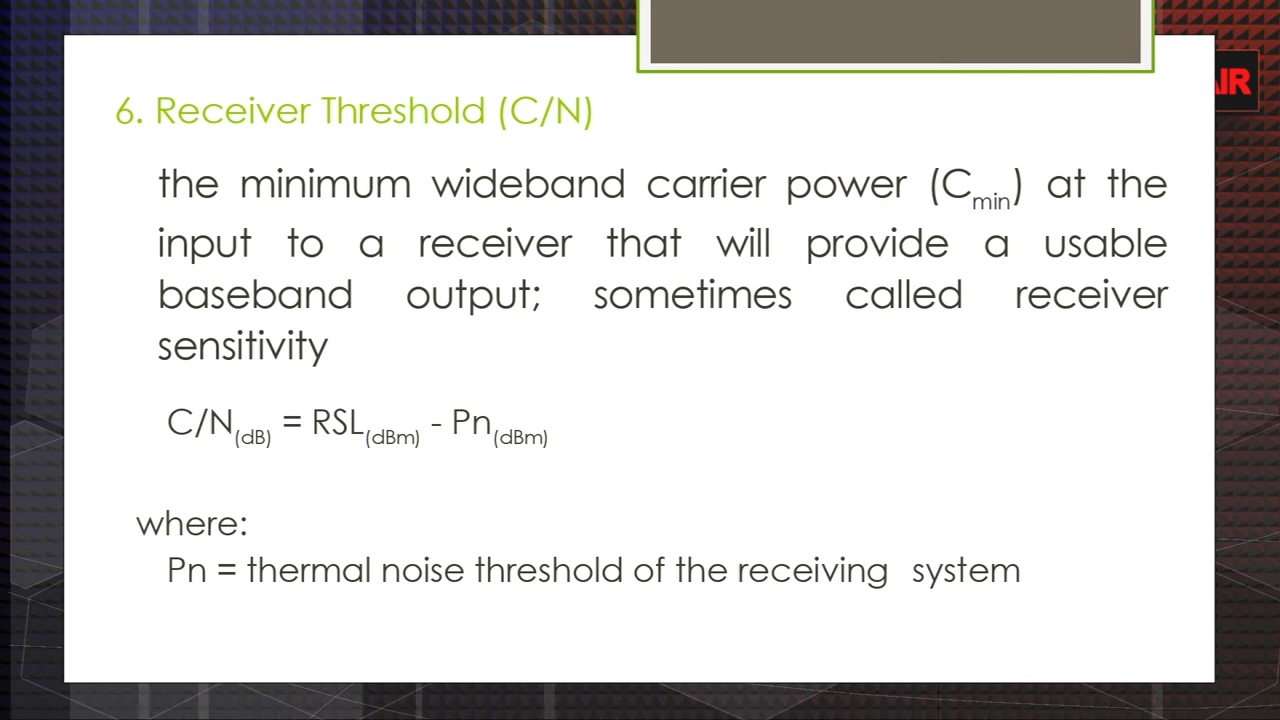 6. Receiver Threshold (C/N)
the minimum wideband carrier power (Cmin) at the
input to a receiver that will provide a usable
baseband output; sometimes called receiver
sensitivity
C/N(dB) = RSL(dBm) - Pn(dBm)
where:
Pn = thermal noise threshold of the receiving system